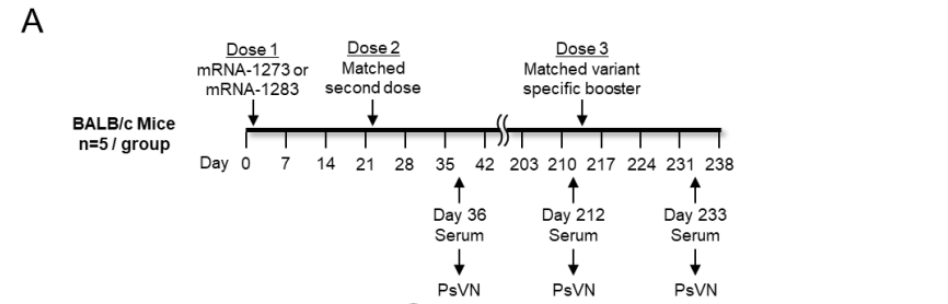 A
Dose 1
mRNA-1273 or
mRNA-1283
Dose 2
Matched
second dose
Dose 3
Matched variant
specific booster
BALB/c Mice
n=5 / group
Day 0 7 14 21 28 35 42 203 210 217 224 231 238
Day 36
Serum
Day 212
Serum
Day 233
Serum
PsVN
PsVN
PsVN